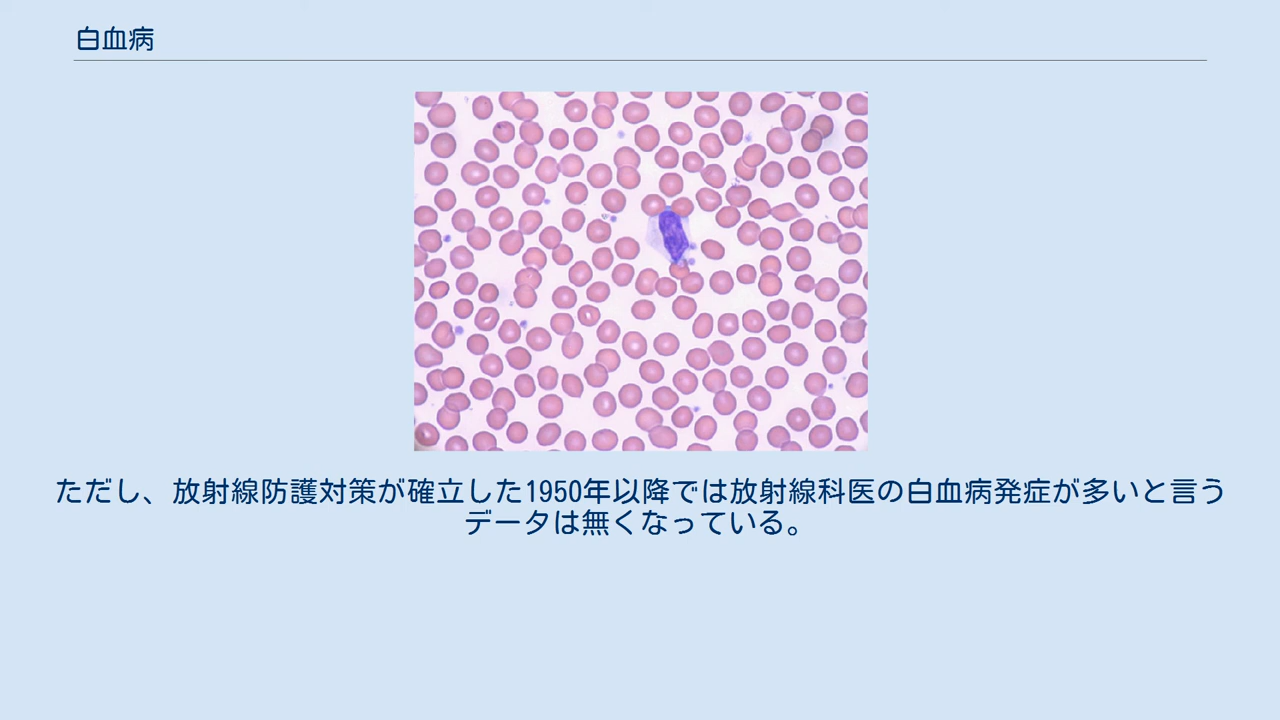 白血病
ただし、放射線防護対策が確立した1950年以降では放射線科医の白血病発症が多いと言う
データは無くなっている。